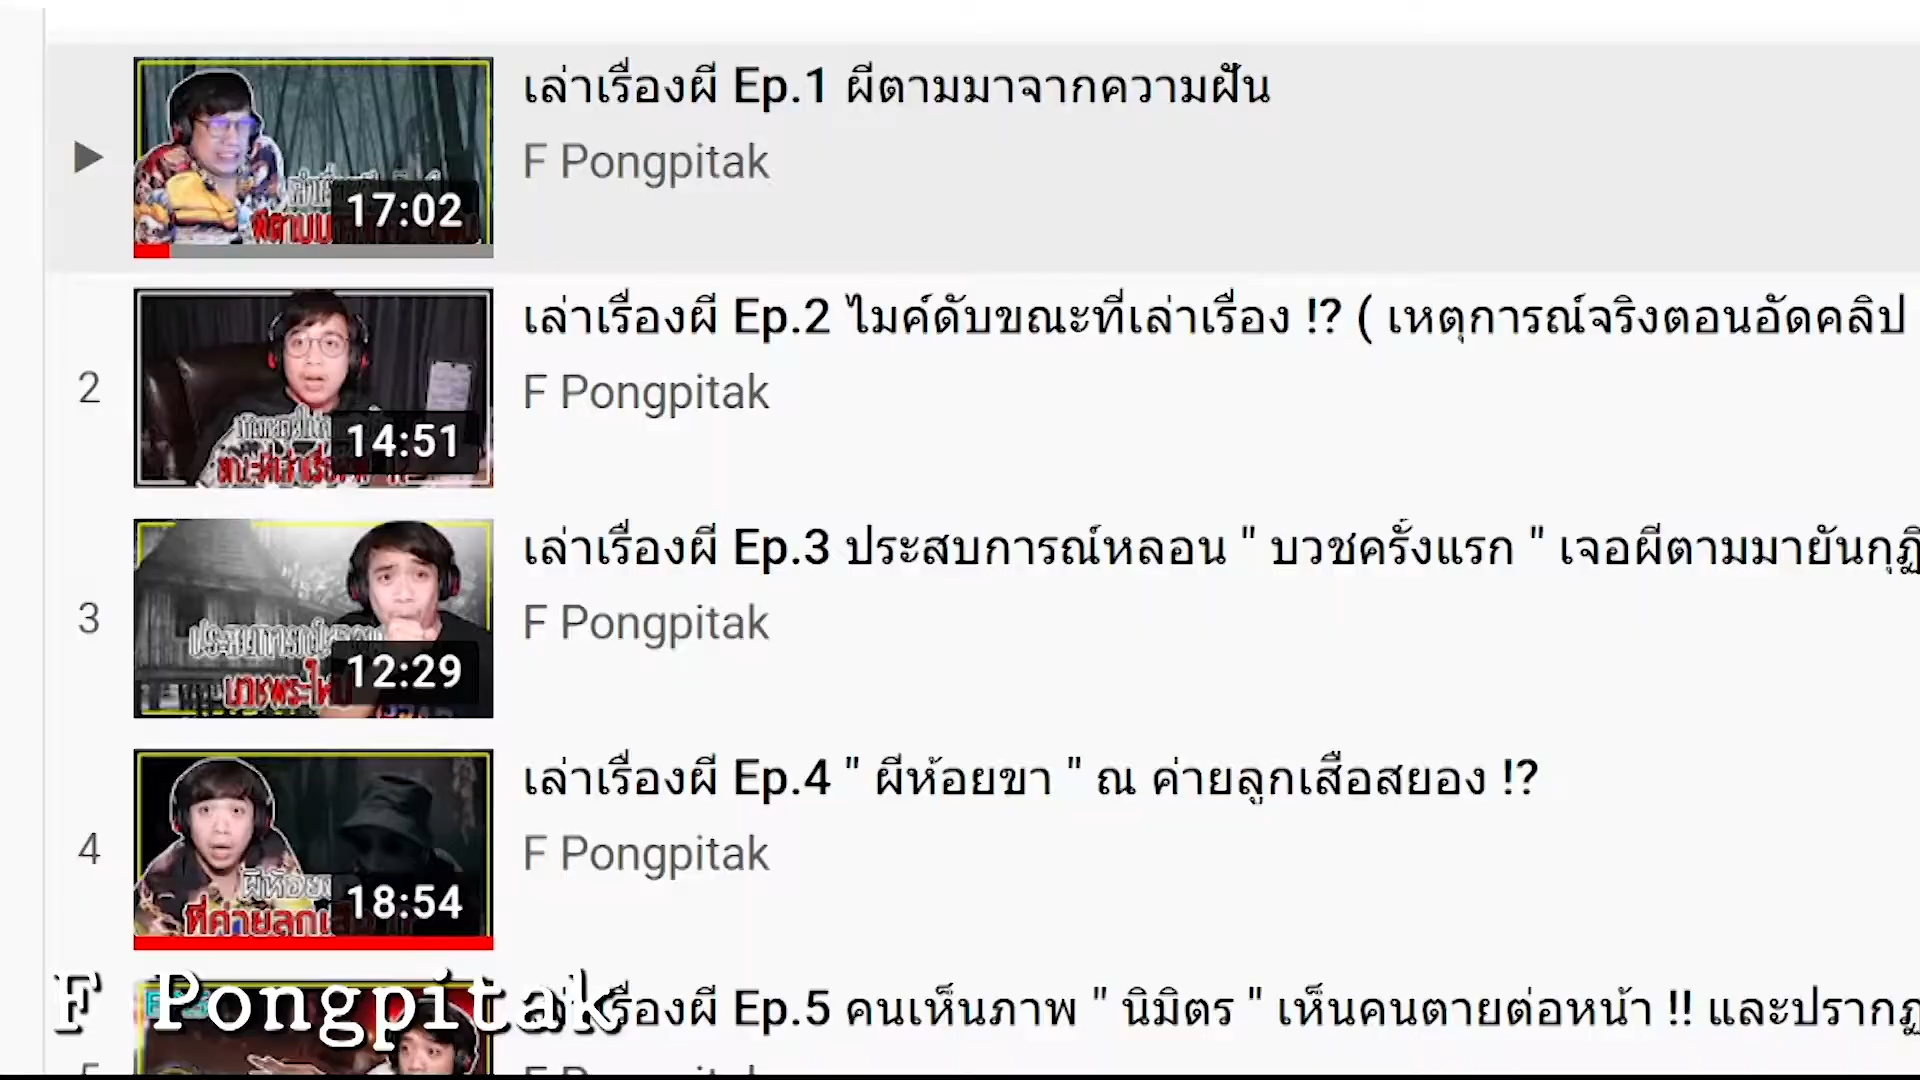 เล่าเรื่องผี Ep.1 ผีตามมาจากความฝัน
F Pongpitak
17:02
2
เล่าเรื่องผี Ep.2 ไมค์ดับขณะที่เล่าเรื่อง !? ( เหตุการณ์จริงตอนอัดคลิป
F Pongpitak
14:51
3
เล่าเรื่องผี Ep.3 ประสบการณ์หลอน " บวชครั้งแรก " เจอผีตามมายันกุฏิ
F Pongpitak
12:29
4
เล่าเรื่องผี Ep.4 " ผีห้อยขา " ณ ค่ายลูกเสือสยอง !?
F Pongpitak
18:54
F Pongpitak
เรื่องผี Ep.5 คนเห็นภาพ " นิมิตร " เห็นคนตายต่อหน้า !! และปรากฏ